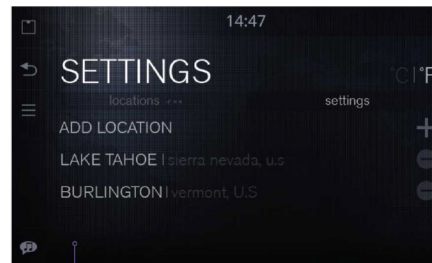 14:47
SETTINGS
°C|°F
locations
settings
ADD LOCATION
LAKE TAHOE | sierra nevada, u.s
BURLINGTON | vermont, U.S